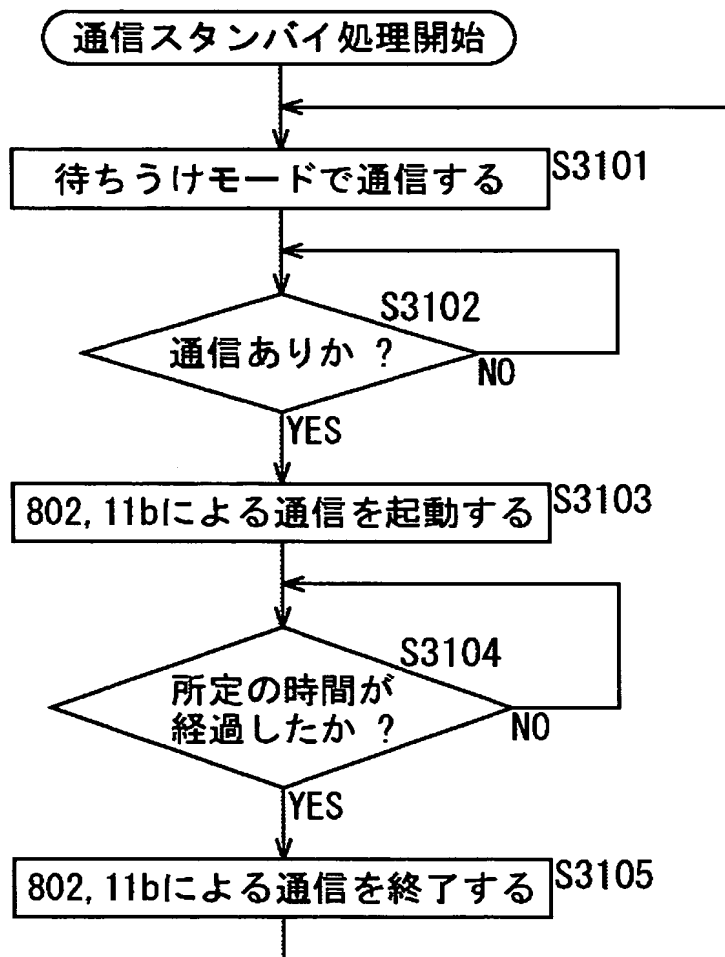 通信スタンバイ処理開始
待ちうけモードで通信する
S3101
S3102
通信ありか ?
NO
YES
802,11bによる通信を起動する
S3103
S3104
所定の時間が
経過したか ?
NO
YES
802,11bによる通信を終了する
S3105